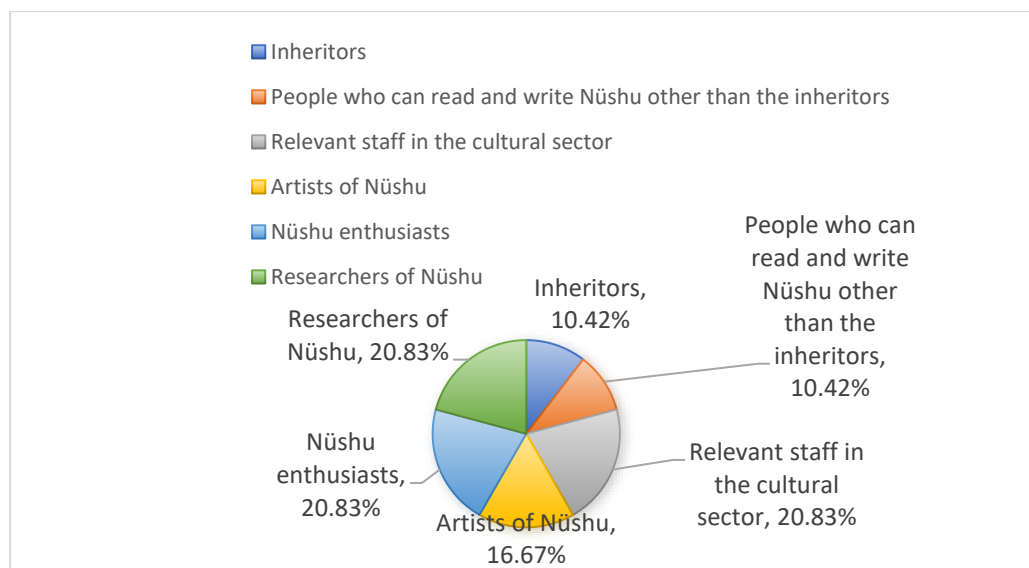 Inheritors
People who can read and write Nüshu other than the inheritors
Relevant staff in the cultural sector
Artists of Nüshu
Nüshu enthusiasts
Researchers of Nüshu
Inheritors,
10.42%
People who can
read and write
Nüshu other
than the
inheritors,
10.42%
Relevant staff in
the cultural
sector, 20.83%
Artists of Nüshu,
16.67%
Nüshu
enthusiasts,
20.83%
Researchers of
Nüshu, 20.83%